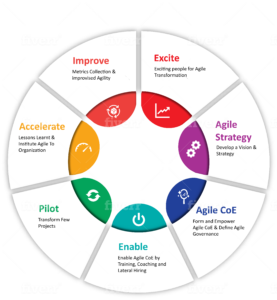 Excite
Exciting people for Agile
Transformation
Agile
Strategy
Develop a Vision &
Strategy
Agile CoE
Form and Empower
Agile CoE & Define Agile
Governance
Enable
Enable Agile CoE by
Training, Coaching and
Lateral Hiring
Pilot
Transform Few
Projects
Accelerate
Lessons Learnt &
Institute Agile To
Organization
Improve
Metrics Collection &
Improvised Agility